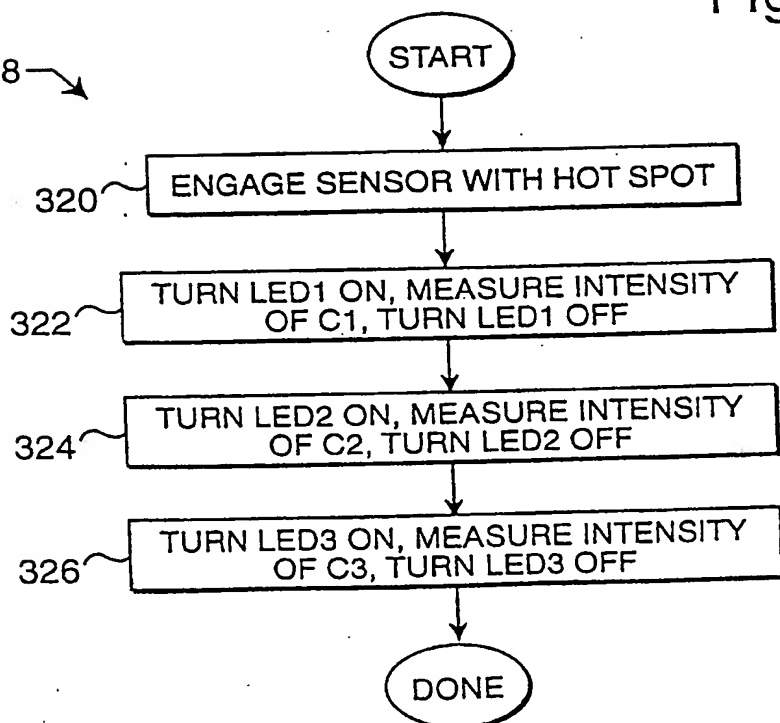 Fig
START
8
320
ENGAGE SENSOR WITH HOT SPOT
TURN LED1 ON, MEASURE INTENSITY
322
OF C1, TURN LED1 OFF
TURN LED2 ON, MEASURE INTENSITY
324
OF C2, TURN LED2 OFF
TURN LED3 ON, MEASURE INTENSITY
326
OF C3, TURN LED3 OFF
DONE